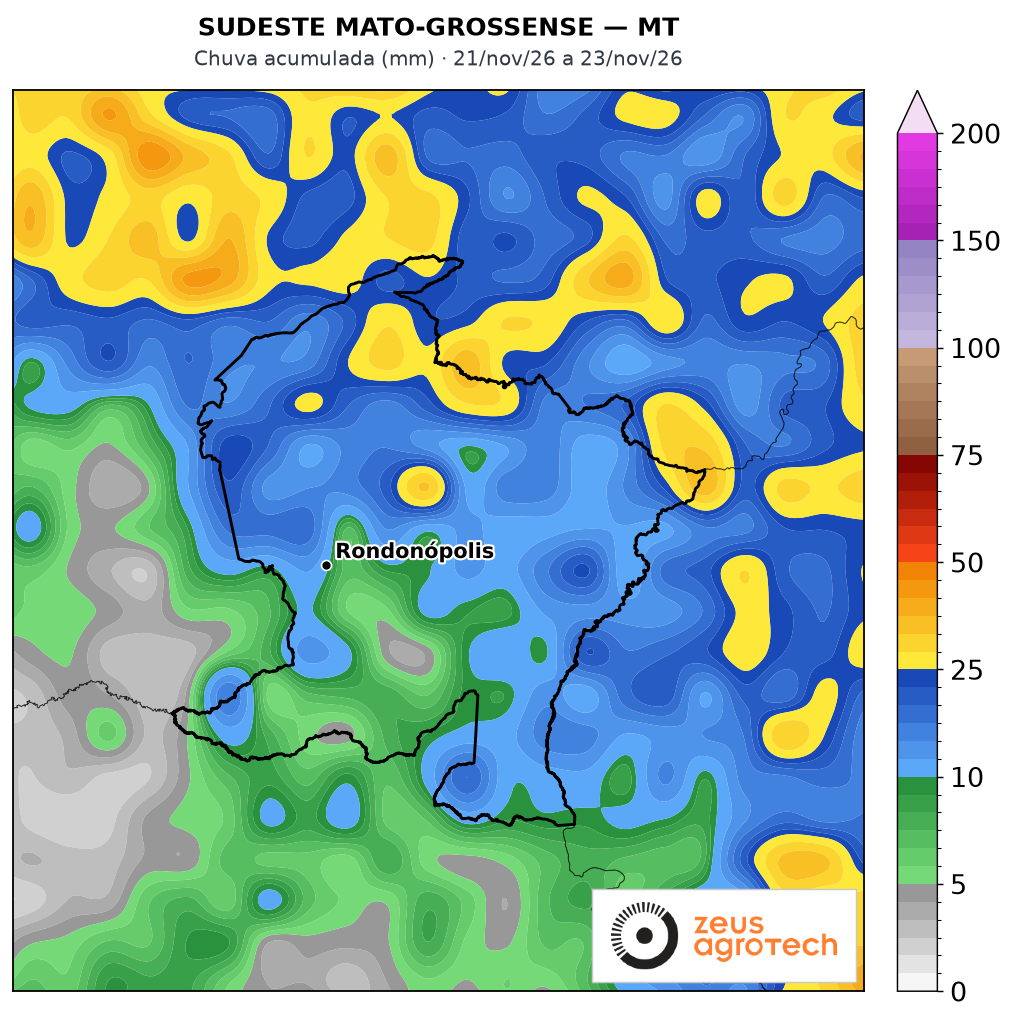 SUDESTE MATO-GROSSENSE — MT
Chuva acumulada (mm) · 21/nov/26 a 23/nov/26
200
150
100
75
50
25
10
5
0
Rondonópolis
zeus
agrotech